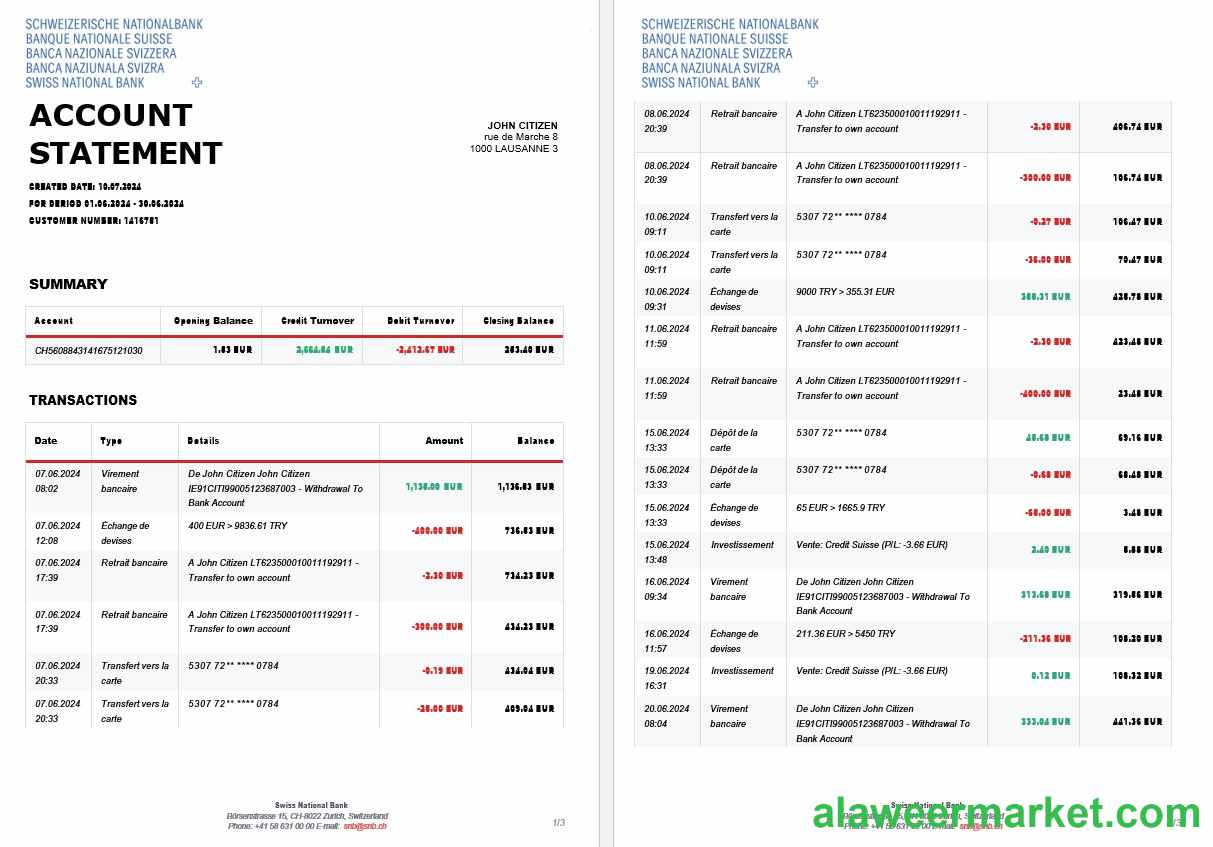 SCHWEIZERISCHE NATIONALBANK
BANQUE NATIONALE SUISSE
BANCA NAZIONALE SVIZZERA
BANCA NAZIUNALA SVIZRA
SWISS NATIONAL BANK
ACCOUNT
STATEMENT
JOHN CITIZEN
rue de Marche 8
1000 LAUSANNE 3
CREATED DATE: 10.07.2024
FOR DERIOD 01.06.2024 - 30.06.2024
CUSTOMER NUMBER: 1416781
SUMMARY
Account Opening Balance Credit Turnover Debit Turnover Closing Balance
CH5608843141675121030 1.83 EUR 2,664.84 EUR -2,412.67 EUR 253.40 EUR
TRANSACTIONS
Date Type Details Amount Balance
07.06.2024 Virement De John Citizen John Citizen
08:02 bancaire IE91CITI99005123687003 - Withdrawal To 1,135.00 EUR 1,136.83 EUR
Bank Account
07.06.2024 Échange de 400 EUR > 9836.61 TRY -400.00 EUR 736.83 EUR
12:08 devises
07.06.2024 Retrait bancaire A John Citizen LT623500010011192911 -
17:39 Transfer to own account -2.30 EUR 734.23 EUR
07.06.2024 Retrait bancaire A John Citizen LT623500010011192911 -
17:39 Transfer to own account -300.00 EUR 434.23 EUR
07.06.2024 Transfert vers la 5307 72** **** 0784 -0.19 EUR 434.04 EUR
20:33 carte
07.06.2024 Transfert vers la 5307 72** **** 0784 -25.00 EUR 409.04 EUR
20:33 carte
Swiss National Bank
Börsenstrasse 15, CH-8022 Zurich, Switzerland
Phone: +41 58 631 00 00 E-mail: snb@snb.ch
1/3
SCHWEIZERISCHE NATIONALBANK
BANQUE NATIONALE SUISSE
BANCA NAZIONALE SVIZZERA
BANCA NAZIUNALA SVIZRA
SWISS NATIONAL BANK
08.06.2024 Retrait bancaire A John Citizen LT623500010011192911 -
20:39 Transfer to own account -2.30 EUR 406.74 EUR
08.06.2024 Retrait bancaire A John Citizen LT623500010011192911 -
20:39 Transfer to own account -300.00 EUR 106.74 EUR
10.06.2024 Transfert vers la 5307 72** **** 0784 -0.27 EUR 106.47 EUR
09:11 carte
10.06.2024 Transfert vers la 5307 72** **** 0784 -36.00 EUR 70.47 EUR
09:11 carte
10.06.2024 Échange de 9000 TRY > 355.31 EUR 355.31 EUR 425.78 EUR
09:31 devises
11.06.2024 Retrait bancaire A John Citizen LT623500010011192911 -
11:59 Transfer to own account -2.30 EUR 423.48 EUR
11.06.2024 Retrait bancaire A John Citizen LT623500010011192911 -
11:59 Transfer to own account -400.00 EUR 23.48 EUR
15.06.2024 Dépôt de la 5307 72** **** 0784 45.68 EUR 69.16 EUR
13:33 carte
15.06.2024 Dépôt de la 5307 72** **** 0784 -0.68 EUR 68.48 EUR
13:33 carte
15.06.2024 Échange de 65 EUR > 1665.9 TRY -65.00 EUR 3.48 EUR
13:33 devises
15.06.2024 Investissement Vente: Credit Suisse (P/L: -3.66 EUR) 2.40 EUR 5.88 EUR
13:48
16.06.2024 Virement De John Citizen John Citizen
09:34 bancaire IE91CITI99005123687003 - Withdrawal To 313.68 EUR 319.56 EUR
Bank Account
16.06.2024 Échange de 211.36 EUR > 5450 TRY -211.36 EUR 108.20 EUR
11:57 devises
19.06.2024 Investissement Vente: Credit Suisse (P/L: -3.66 EUR) 0.12 EUR 108.32 EUR
16:31
20.06.2024 Virement De John Citizen John Citizen
08:04 bancaire IE91CITI99005123687003 - Withdrawal To 333.04 EUR 441.36 EUR
Bank Account
alaweermarket.com